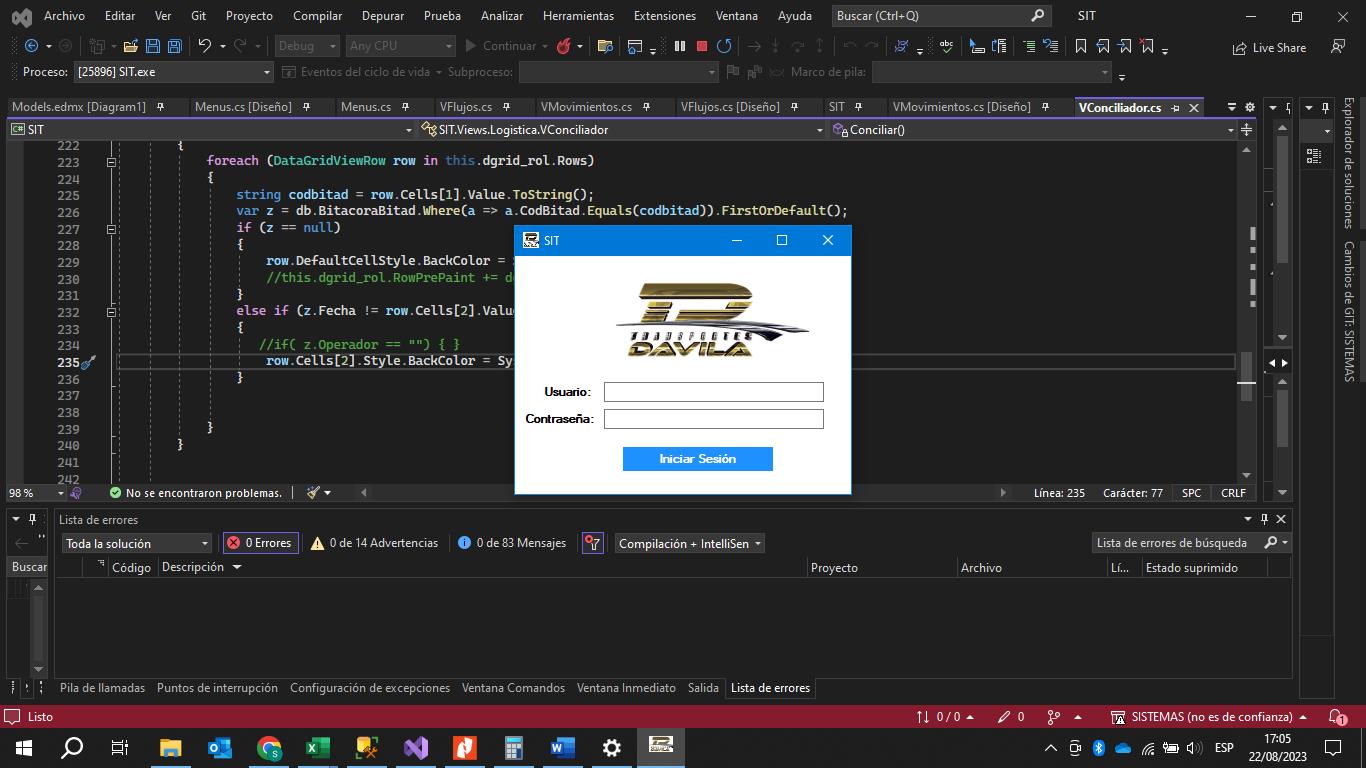 Archivo Editar Ver Git Proyecto Compilar Depurar Prueba Analizar Herramientas Extensiones Ventana Ayuda Buscar (Ctrl+Q) SIT
Debug Any CPU Continuar Live Share
Proceso: [25896] SIT.exe Eventos del ciclo de vida Subproceso: Marco de pila:
Models.edmx [Diagram1] Menus.cs [Diseño] Menus.cs VFlujos.cs VMovimientos.cs VFlujos.cs [Diseño] SIT VMovimientos.cs [Diseño] VConciliador.cs
SIT SIT.Views.Logistica.VConciliador Conciliar()
222 {
223 foreach (DataGridViewRow row in this.dgrid_rol.Rows)
224 {
225 string codbitad = row.Cells[1].Value.ToString();
226 var z = db.BitacoraBitad.Where(a => a.CodBitad.Equals(codbitad)).FirstOrDefault();
227 if (z == null)
228 {
229 row.DefaultCellStyle.BackColor =
230 //this.dgrid_rol.RowPrePaint +=
231 }
232 else if (z.Fecha != row.Cells[2].Valu
233 {
234 //if( z.Operador == "") { }
235 row.Cells[2].Style.BackColor = Sy
236 }
237
238
239 }
240 }
241
242
SIT
TRANSPORTES
DAVILA
Usuario:
Contraseña:
Iniciar Sesión
98 % No se encontraron problemas. Línea: 235 Carácter: 77 SPC CRLF
Lista de errores
Toda la solución 0 Errores 0 de 14 Advertencias 0 de 83 Mensajes Compilación + IntelliSen Lista de errores de búsqueda
Buscar Código Descripción Proyecto Archivo Lí... Estado suprimido
Pila de llamadas Puntos de interrupción Configuración de excepciones Ventana Comandos Ventana Inmediato Salida Lista de errores
Listo 0 / 0 0 SISTEMAS (no es de confianza) 1
ESP 17:05
22/08/2023
Explorador de soluciones
Cambios de GIT: SISTEMAS